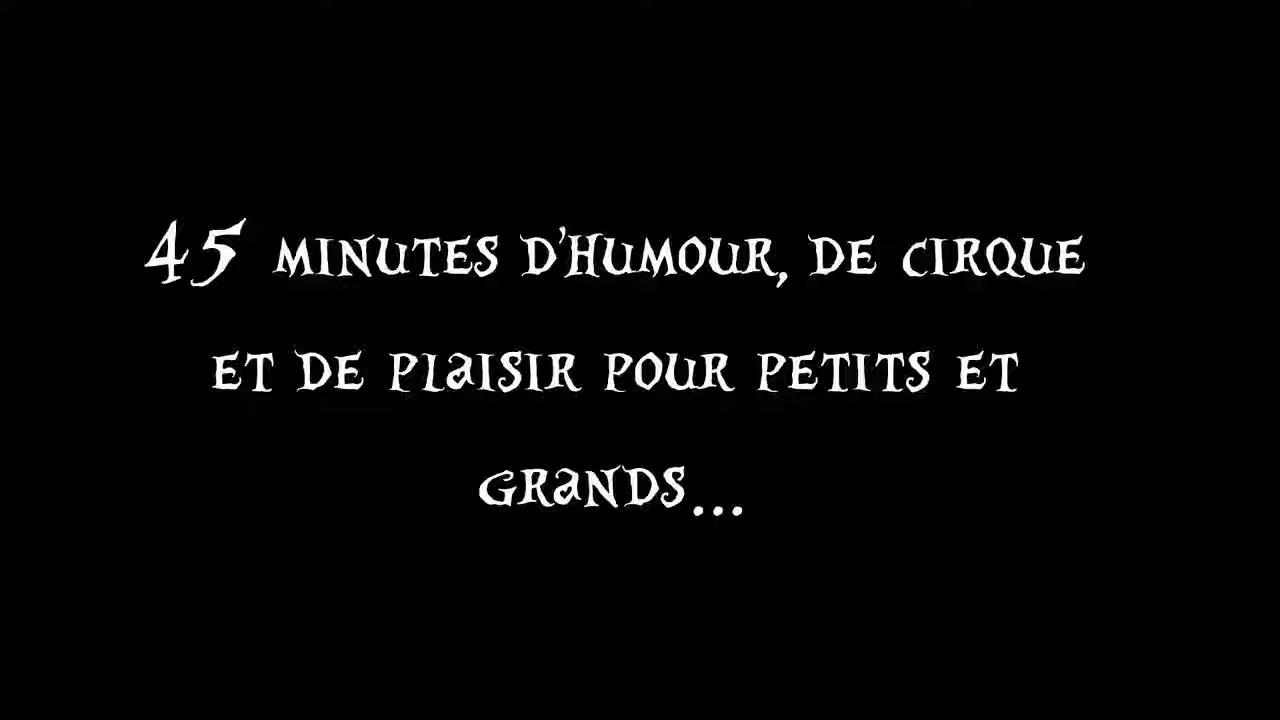 45 minutes d'humour, de cirque
et de plaisir pour petits et
grands...